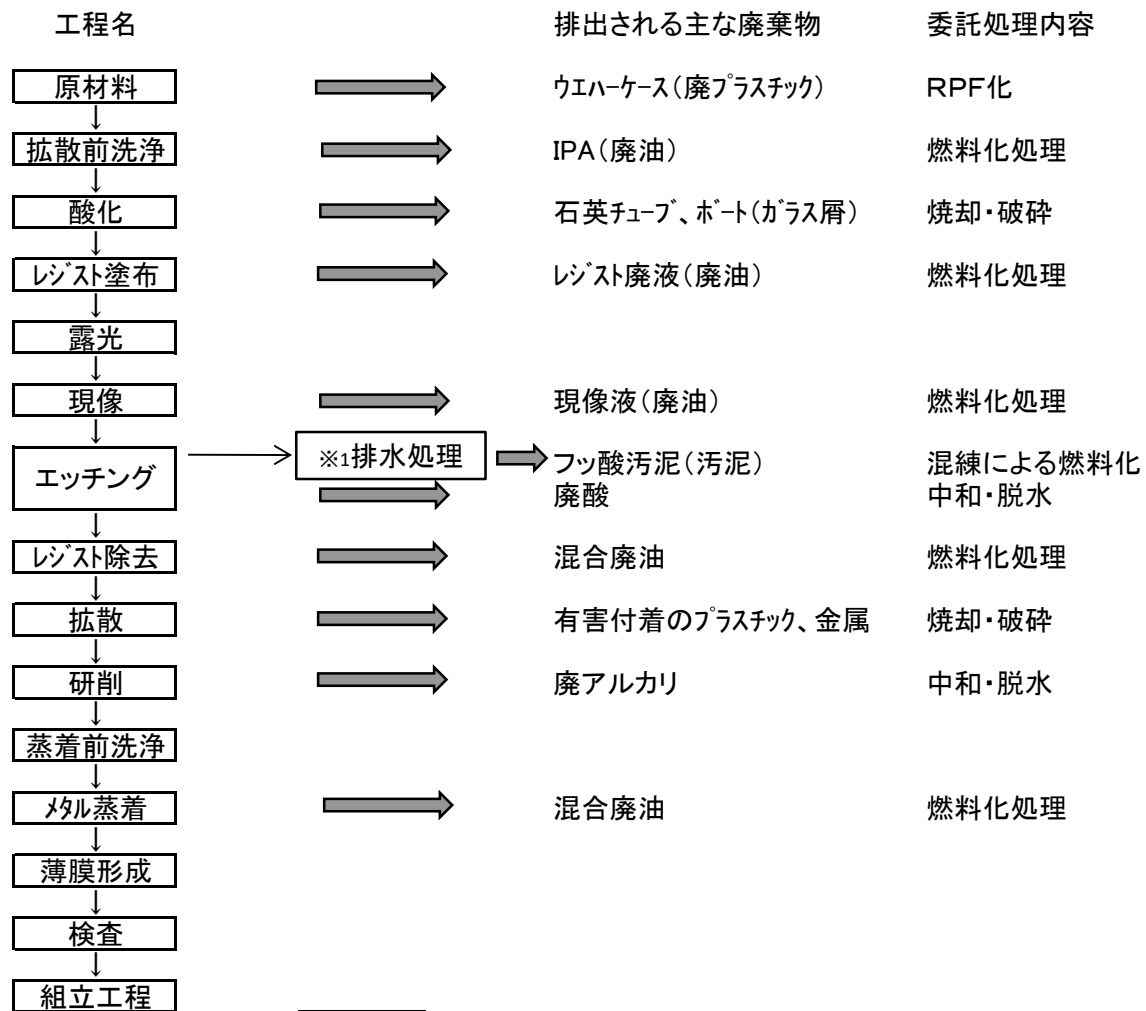 工程名 排出される主な廃棄物 委託処理内容
原材料 ウエハーケース(廃プラスチック) RPF化
拡散前洗浄 IPA(廃油) 燃料化処理
酸化 石英チューブ、ボート(ガラス屑) 焼却・破砕
レジスト塗布 レジスト廃液(廃油) 燃料化処理
露光
現像 現像液(廃油) 燃料化処理
エッチング ※1排水処理 フッ酸汚泥(汚泥) 混練による燃料化
廃酸 中和・脱水
レジスト除去 混合廃油 燃料化処理
拡散 有害付着のプラスチック、金属 焼却・破砕
研削 廃アルカリ 中和・脱水
蒸着前洗浄
メタル蒸着 混合廃油 燃料化処理
薄膜形成
検査
組立工程